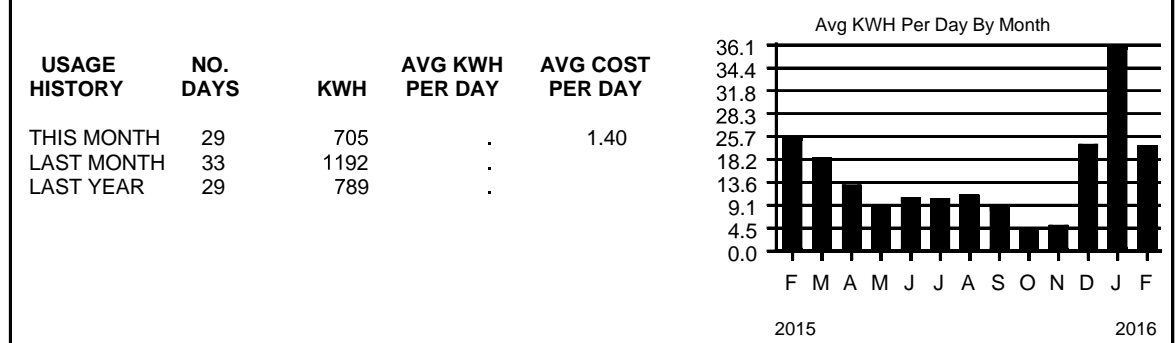 USAGE NO. AVG KWH AVG COST
HISTORY DAYS KWH PER DAY PER DAY
THIS MONTH 29 705 . 1.40
LAST MONTH 33 1192 .
LAST YEAR 29 789 .
Avg KWH Per Day By Month
36.1
34.4
31.8
28.3
25.7
18.2
13.6
9.1
4.5
0.0
F M A M J J A S O N D J F
2015 2016